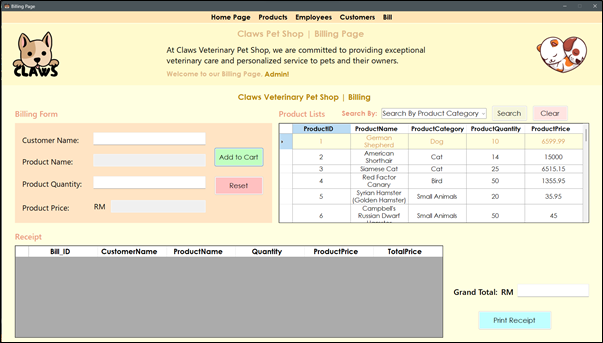 Billing Page
Home Page Products Employees Customers Bill
Claws Pet Shop | Billing Page
At Claws Veterinary Pet Shop, we are committed to providing exceptional
veterinary care and personalized service to pets and their owners.
Welcome to our Billing Page, Admin!
CLAWS
Claws Veterinary Pet Shop | Billing
Billing Form
Customer Name:
Product Name:
Product Quantity:
Product Price: RM
Add to Cart
Reset
Product Lists Search By: Search By Product Category Search Clear
ProductID ProductName ProductCategory ProductQuantity ProductPrice
1 German Shepherd Dog 10 6599.99
2 American Shorthair Cat 14 15000
3 Siamese Cat Cat 25 6515.15
4 Red Factor Canary Bird 50 1355.95
5 Syrian Hamster (Golden Hamster) Small Animals 20 35.95
6 Campbell's Russian Dwarf Small Animals 50 45
Receipt
Bill_ID CustomerName ProductName Quantity ProductPrice TotalPrice
Grand Total: RM
Print Receipt